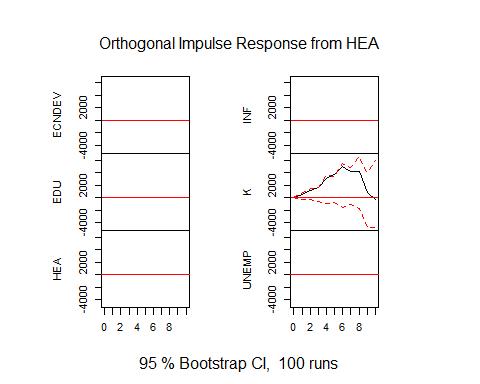 Orthogonal Impulse Response from HEA
ECNDEV
-4000 2000
EDU
-4000 2000
HEA
-4000 2000
0 2 4 6 8
INF
-4000 2000
K
-4000 2000
UNEMP
-4000 2000
0 2 4 6 8
95 % Bootstrap CI, 100 runs